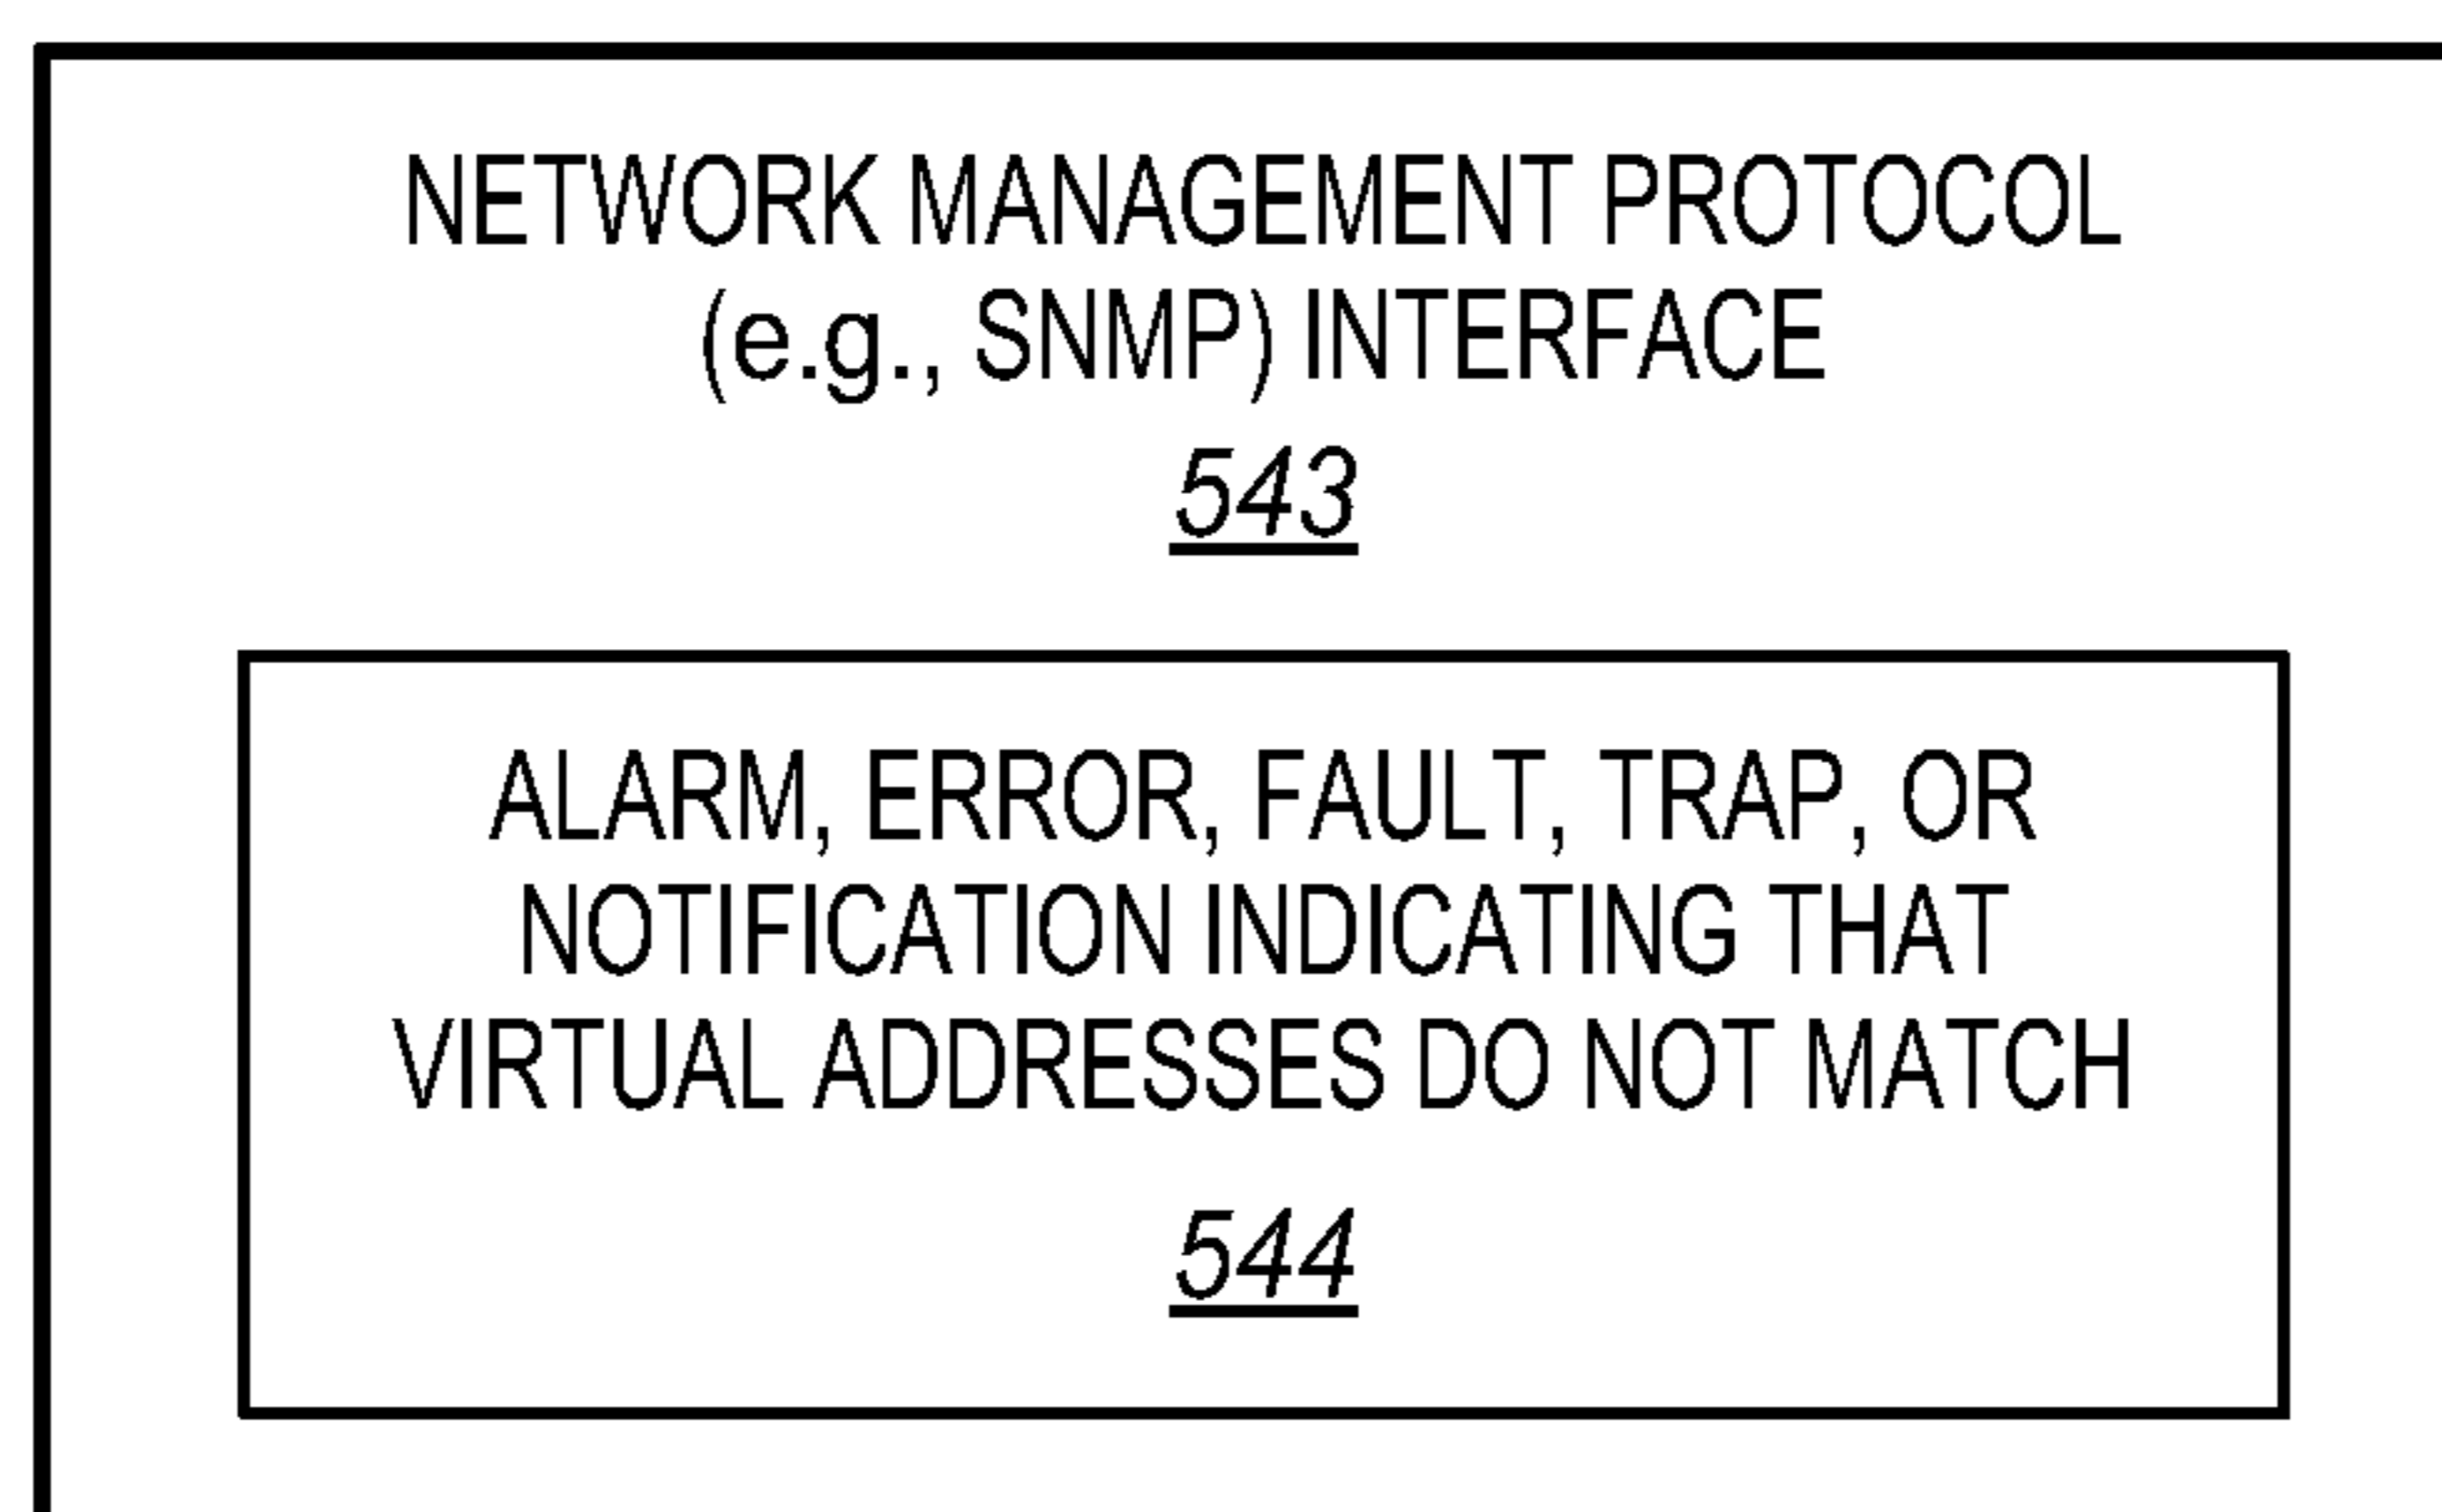 NETWORK MANAGEMENT PROTOCOL
(e.g., SNMP) INTERFACE
543
ALARM, ERROR, FAULT, TRAP, OR
NOTIFICATION INDICATING THAT
VIRTUAL ADDRESSES DO NOT MATCH
544